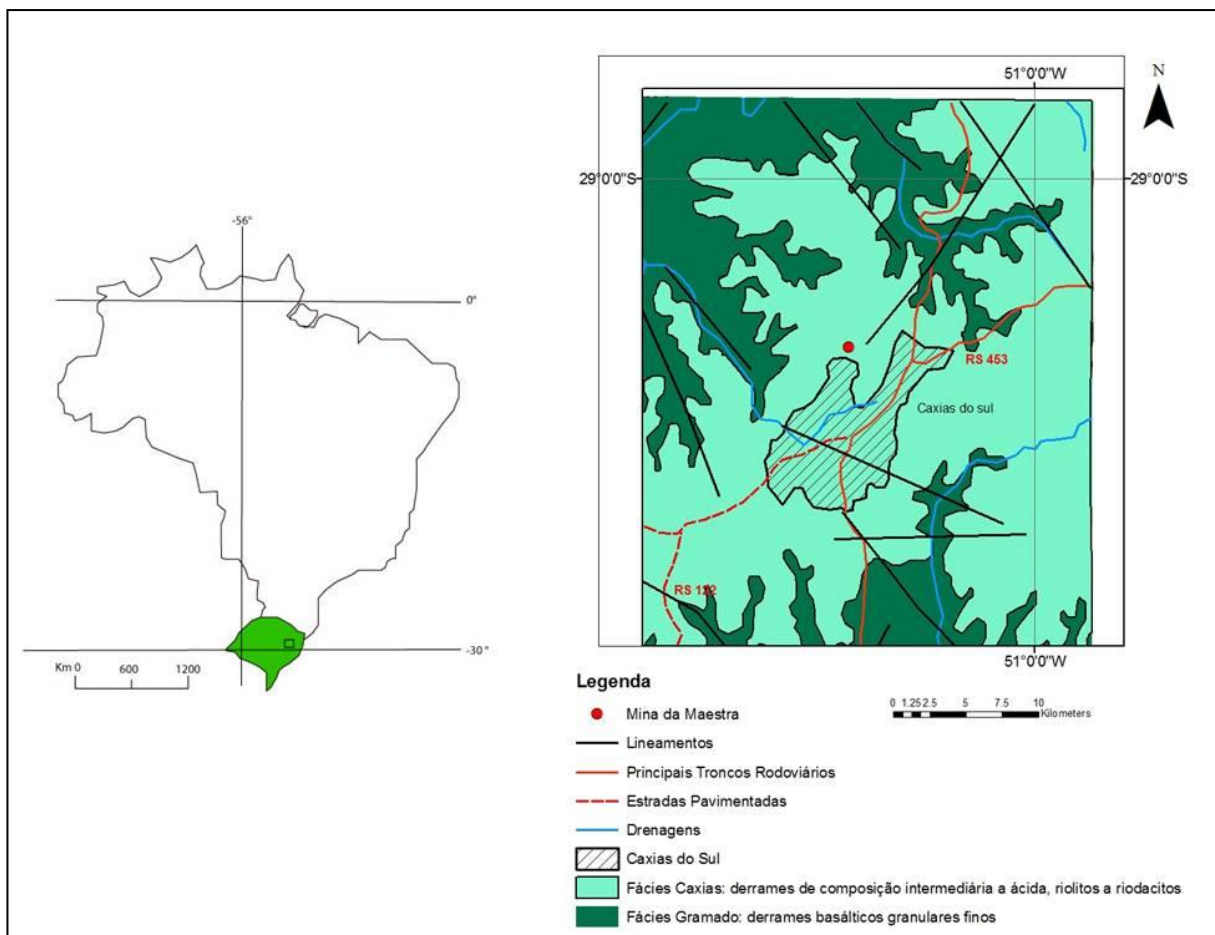 -56°
0°
-30°
Km 0 600 1200
51°0'0"W
N
29°0'0"S
29°0'0"S
RS 453
Caxias do sul
RS 122
51°0'0"W
Legenda
Mina da Maestra
Lineamentos
Principais Troncos Rodoviários
Estradas Pavimentadas
Drenagens
Caxias do Sul
Fácies Caxias: derrames de composição intermediária a ácida, riolitos a riodacitos
Fácies Gramado: derrames basálticos granulares finos
0 1.25 2.5 5 7.5 10
Kilometers